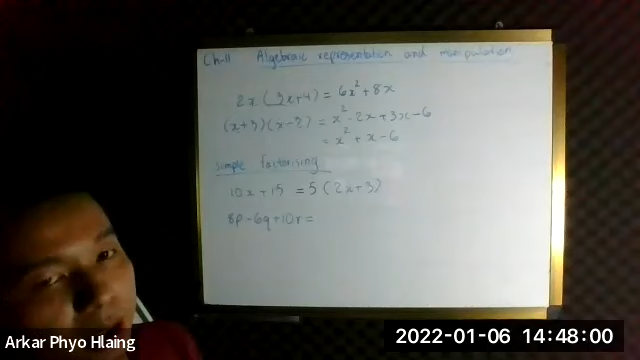 Ch-11 Algebraic representation and manipulation
2x (3x+4) = 6x² + 8x
(x+3)(x-2) = x² - 2x + 3x - 6
= x² + x - 6
simple factorising
10x + 15 = 5 (2x+3)
8p - 6q + 10r =
Arkar Phyo Hlaing
2022-01-06 14:48:00